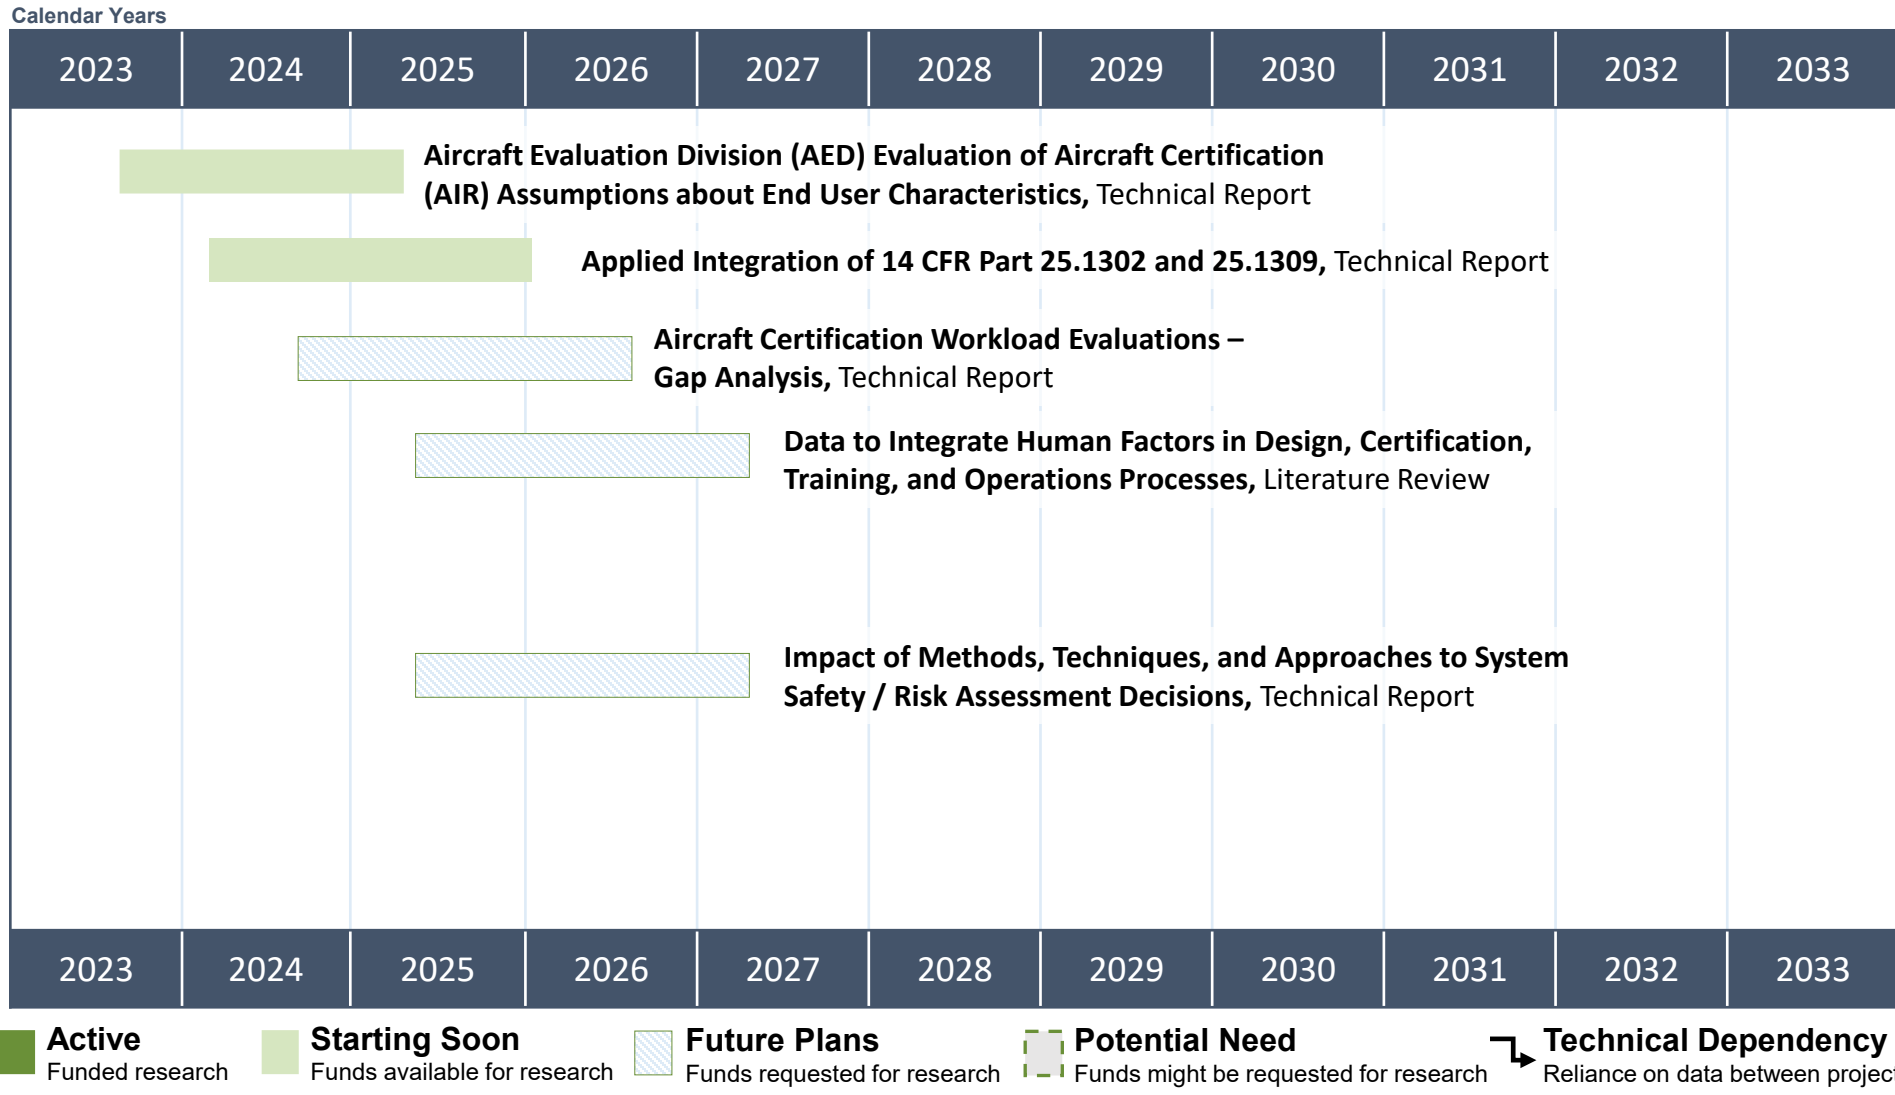 Calendar Years
2023 2024 2025 2026 2027 2028 2029 2030 2031 2032 2033
Aircraft Evaluation Division (AED) Evaluation of Aircraft Certification
(AIR) Assumptions about End User Characteristics, Technical Report
Applied Integration of 14 CFR Part 25.1302 and 25.1309, Technical Report
Aircraft Certification Workload Evaluations –
Gap Analysis, Technical Report
Data to Integrate Human Factors in Design, Certification,
Training, and Operations Processes, Literature Review
Impact of Methods, Techniques, and Approaches to System
Safety / Risk Assessment Decisions, Technical Report
2023 2024 2025 2026 2027 2028 2029 2030 2031 2032 2033
Active
Funded research
Starting Soon
Funds available for research
Future Plans
Funds requested for research
Potential Need
Funds might be requested for research
Technical Dependency
Reliance on data between project